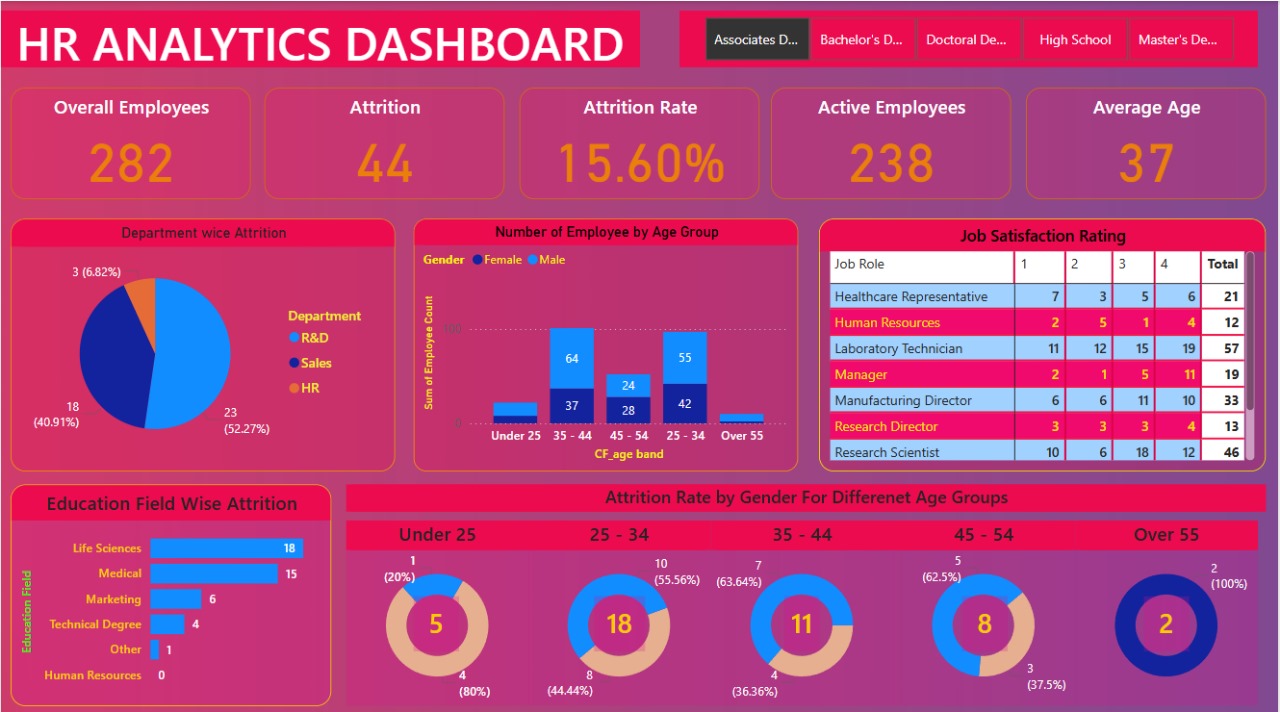 HR ANALYTICS DASHBOARD
Associates D...
Bachelor's D...
Doctoral De...
High School
Master's De...
Overall Employees
282
Attrition
44
Attrition Rate
15.60%
Active Employees
238
Average Age
37
Department wice Attrition
3 (6.82%)
18
(40.91%)
23
(52.27%)
Department
R&D
Sales
HR
Number of Employee by Age Group
Gender Female Male
Sum of Employee Count
100
0
64
37
24
28
55
42
Under 25 35 - 44 45 - 54 25 - 34 Over 55
CF_age band
Job Satisfaction Rating
Job Role 1 2 3 4 Total
Healthcare Representative 7 3 5 6 21
Human Resources 2 5 1 4 12
Laboratory Technician 11 12 15 19 57
Manager 2 1 5 11 19
Manufacturing Director 6 6 11 10 33
Research Director 3 3 3 4 13
Research Scientist 10 6 18 12 46
Education Field Wise Attrition
Education Field
Life Sciences 18
Medical 15
Marketing 6
Technical Degree 4
Other 1
Human Resources 0
Attrition Rate by Gender For Differenet Age Groups
Under 25
1
(20%)
5
4
(80%)
25 - 34
10
(55.56%)
18
8
(44.44%)
35 - 44
7
(63.64%)
11
4
(36.36%)
45 - 54
5
(62.5%)
8
3
(37.5%)
Over 55
2
(100%)
2